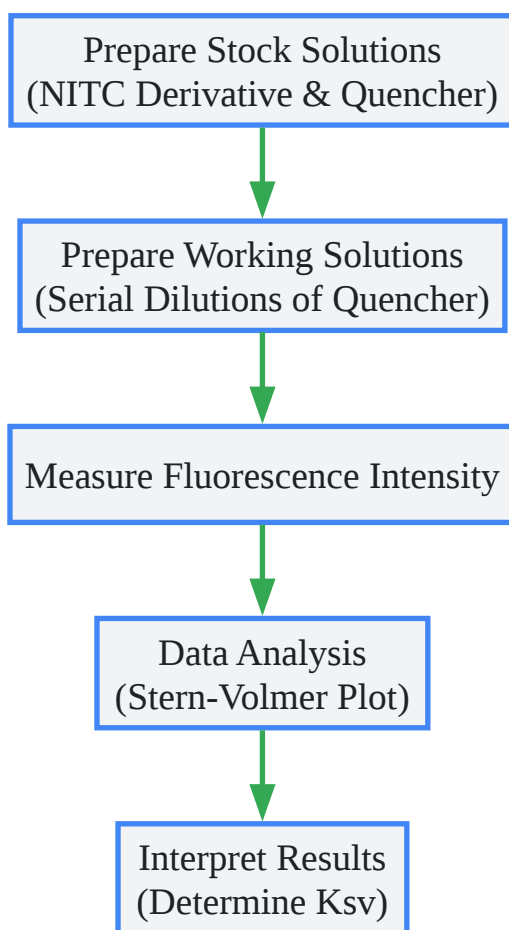 Prepare Stock Solutions
(NITC Derivative & Quencher)
Prepare Working Solutions
(Serial Dilutions of Quencher)
Measure Fluorescence Intensity
Data Analysis
(Stern-Volmer Plot)
Interpret Results
(Determine Ksv)